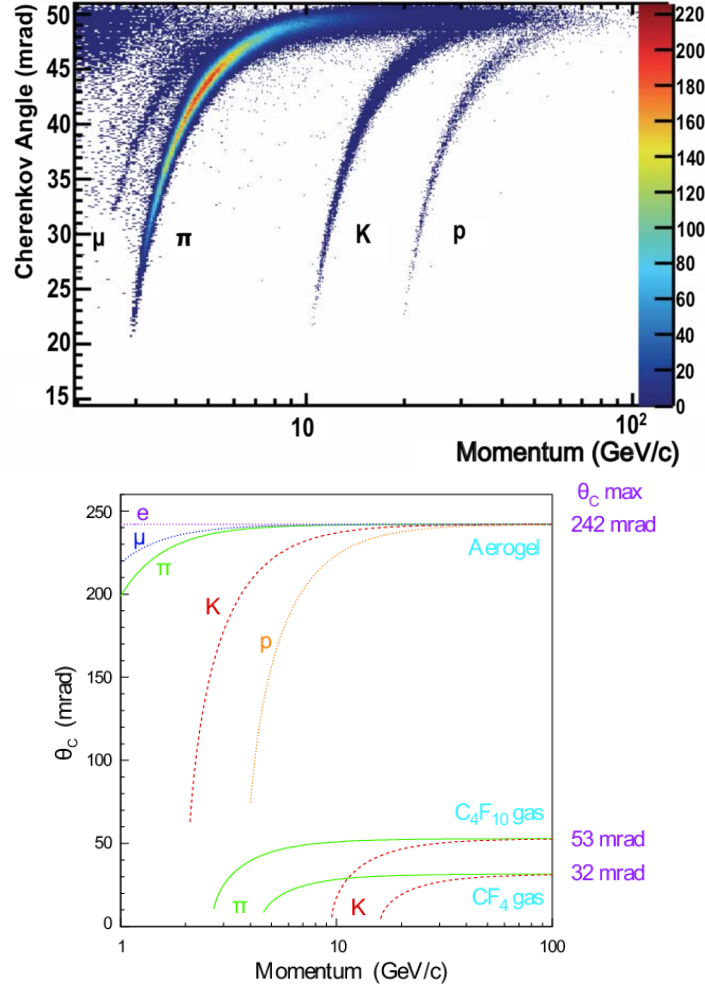 50
45
40
35
30
25
20
15
Cherenkov Angle (mrad)
μ
π
K
p
10
10²
Momentum (GeV/c)
220
200
180
160
140
120
100
80
60
40
20
0
θC max
250
200
150
100
50
0
θC (mrad)
e
μ
π
K
p
242 mrad
Aerogel
C₄F₁₀ gas
53 mrad
32 mrad
CF₄ gas
π
K
1
10
100
Momentum (GeV/c)